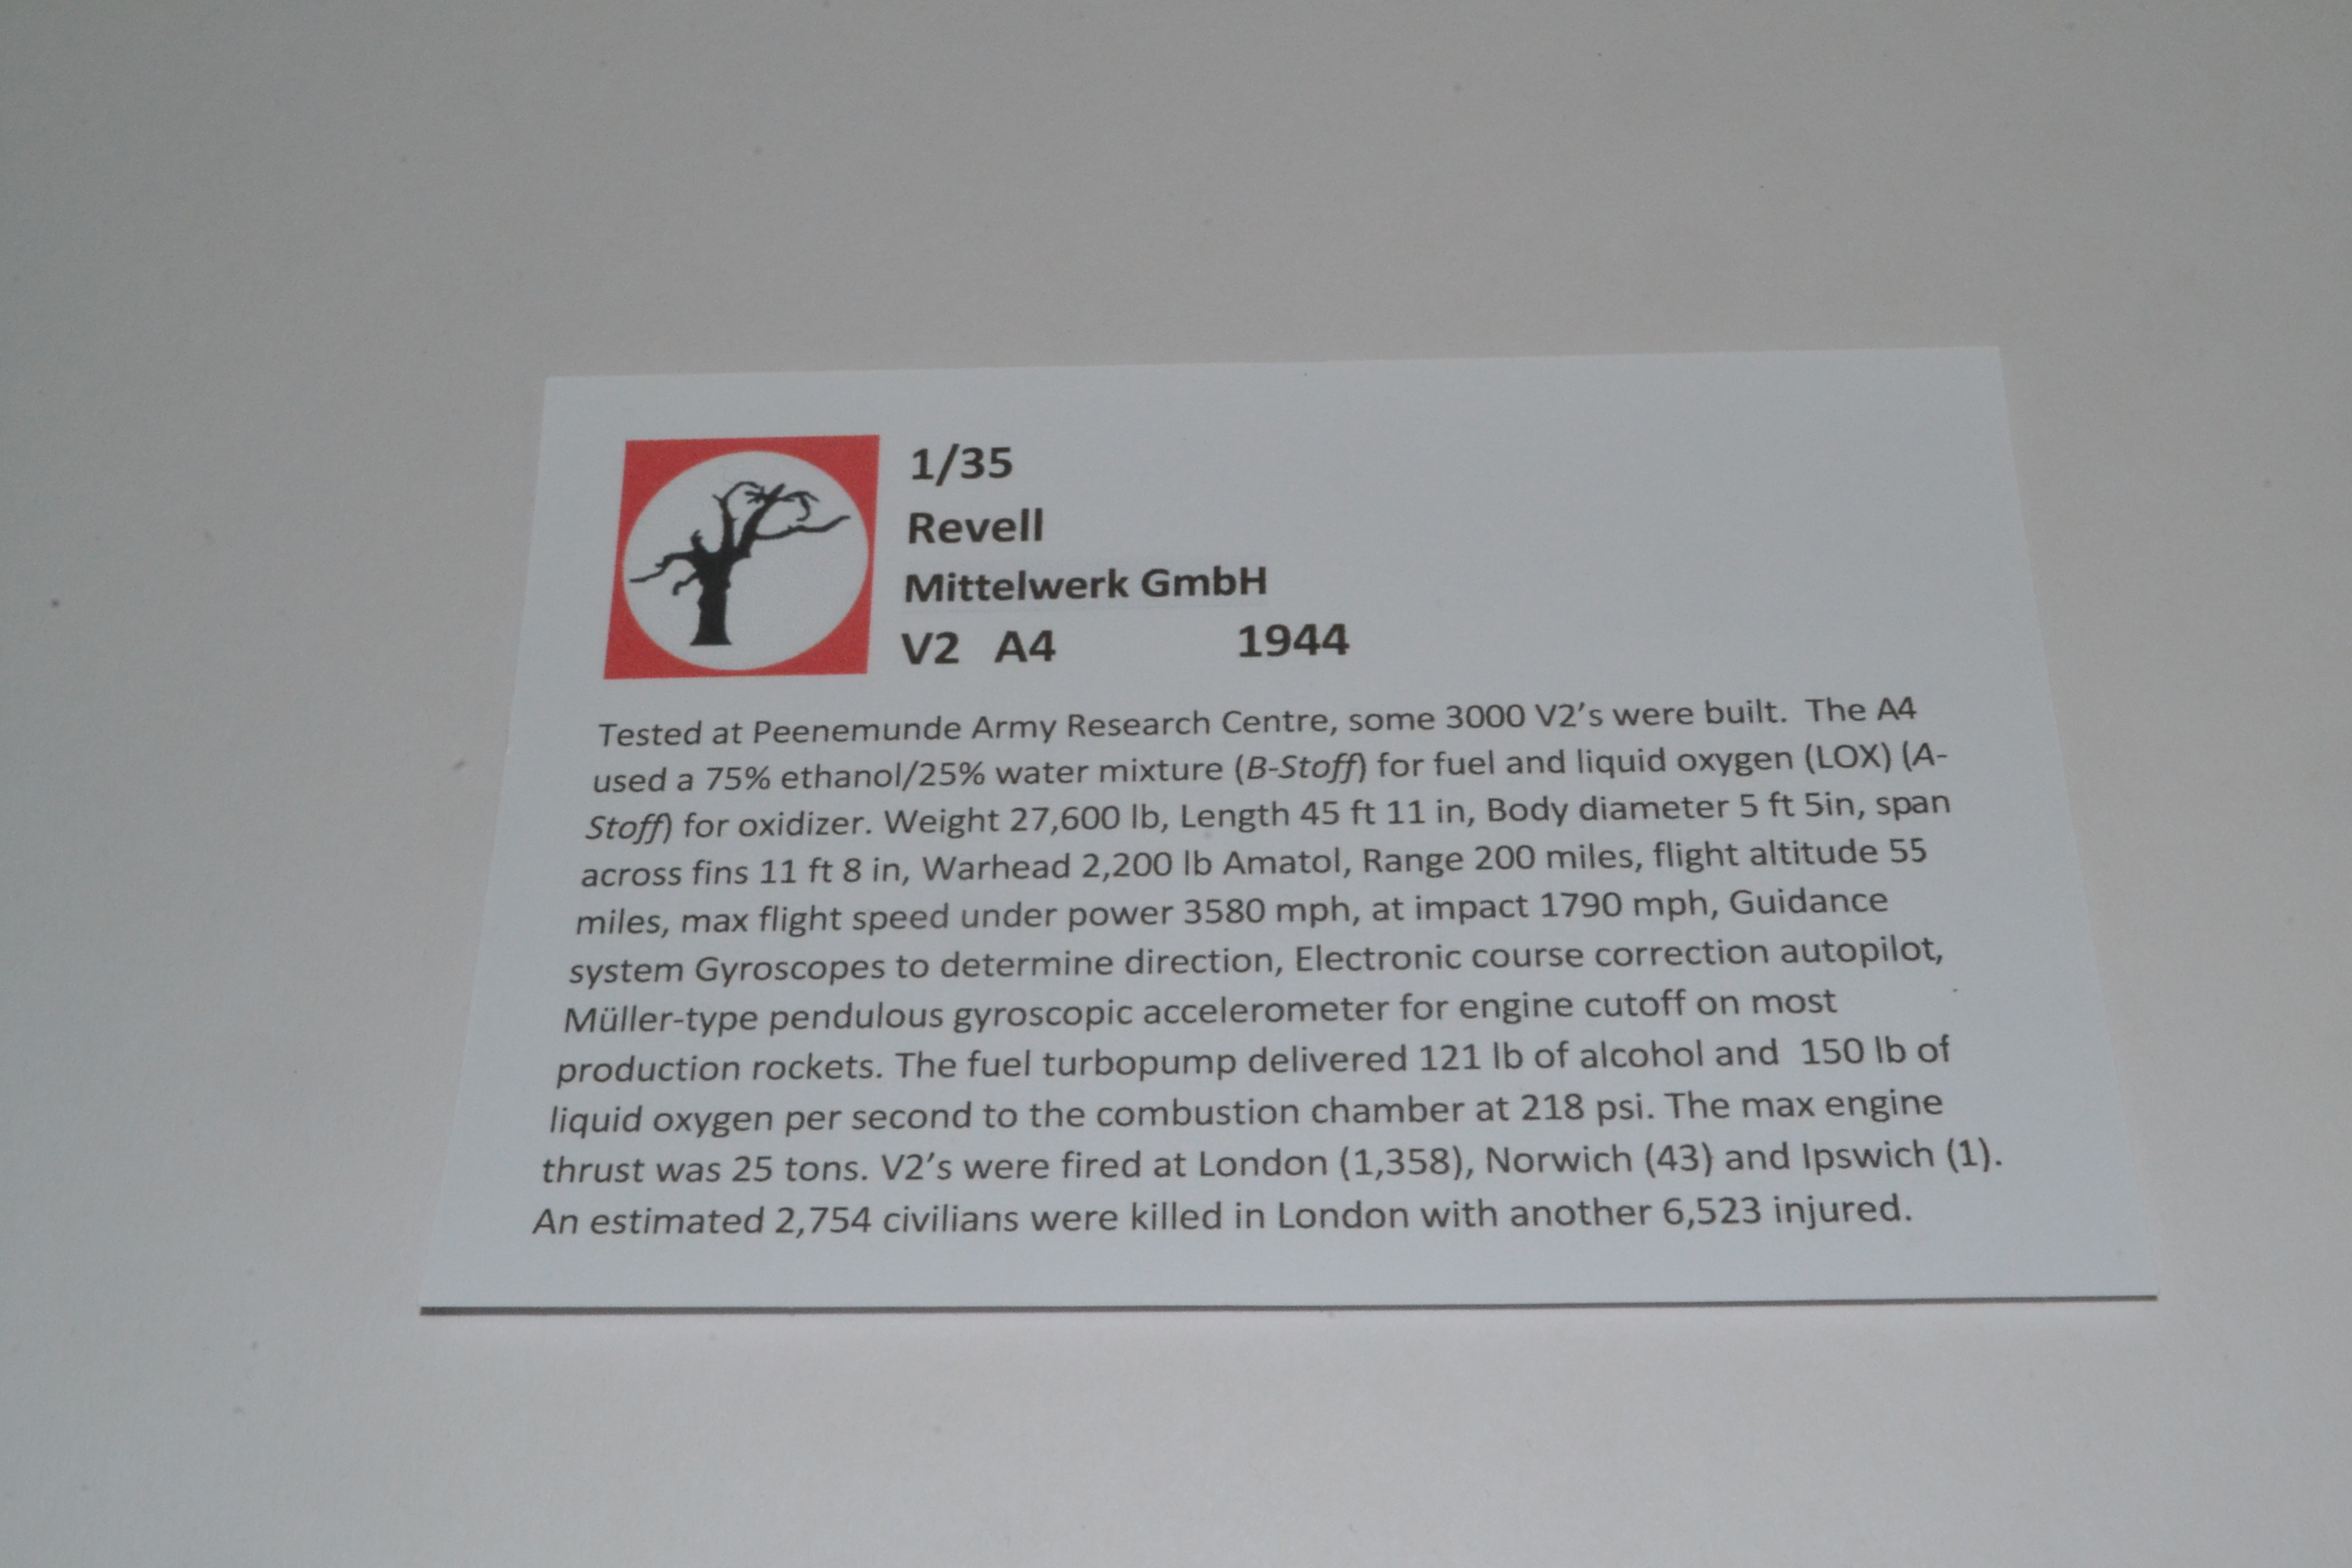 1/35
Revell
Mittelwerk GmbH
V2 A4 1944
Tested at Peenemunde Army Research Centre, some 3000 V2's were built. The A4
used a 75% ethanol/25% water mixture (B-Stoff) for fuel and liquid oxygen (LOX) (A-
Stoff) for oxidizer. Weight 27,600 lb, Length 45 ft 11 in, Body diameter 5 ft 5in, span
across fins 11 ft 8 in, Warhead 2,200 lb Amatol, Range 200 miles, flight altitude 55
miles, max flight speed under power 3580 mph, at impact 1790 mph, Guidance
system Gyroscopes to determine direction, Electronic course correction autopilot,
Müller-type pendulous gyroscopic accelerometer for engine cutoff on most
production rockets. The fuel turbopump delivered 121 lb of alcohol and 150 lb of
liquid oxygen per second to the combustion chamber at 218 psi. The max engine
thrust was 25 tons. V2's were fired at London (1,358), Norwich (43) and Ipswich (1).
An estimated 2,754 civilians were killed in London with another 6,523 injured.